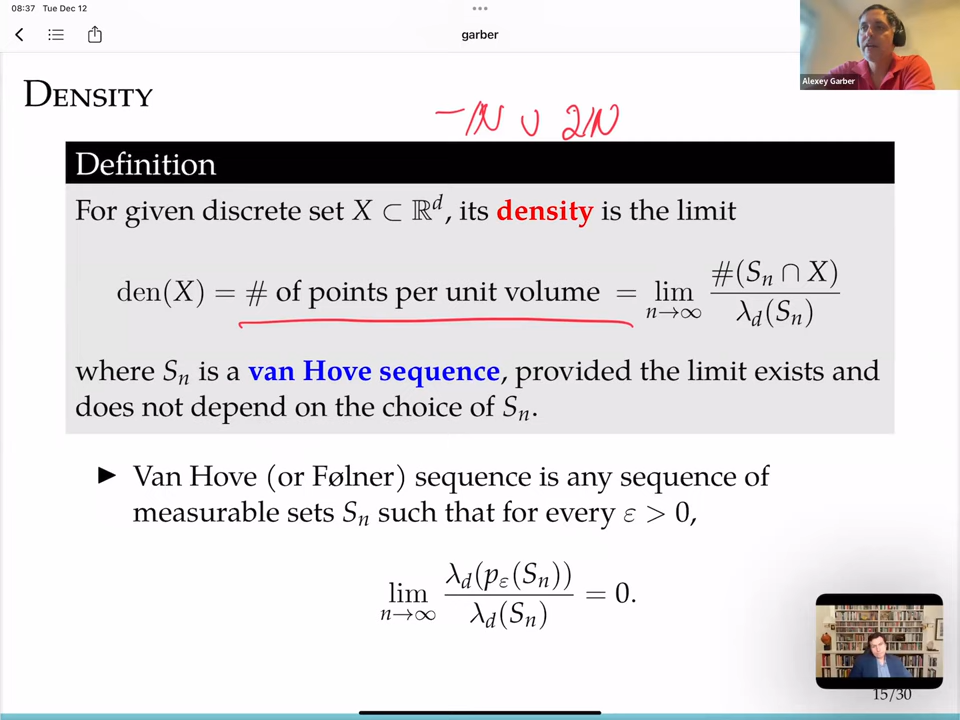 08:37 Tue Dec 12
garber
Alexey Garber
DENSITY
-ℕ ∪ 2ℕ
Definition
For given discrete set X ⊂ ℝ^d, its density is the limit
den(X) = # of points per unit volume = lim_{n→∞} #(S_n ∩ X) / λ_d(S_n)
where S_n is a van Hove sequence, provided the limit exists and
does not depend on the choice of S_n.
▶ Van Hove (or Følner) sequence is any sequence of
measurable sets S_n such that for every ε > 0,
lim_{n→∞} λ_d(p_ε(S_n)) / λ_d(S_n) = 0.
15/30